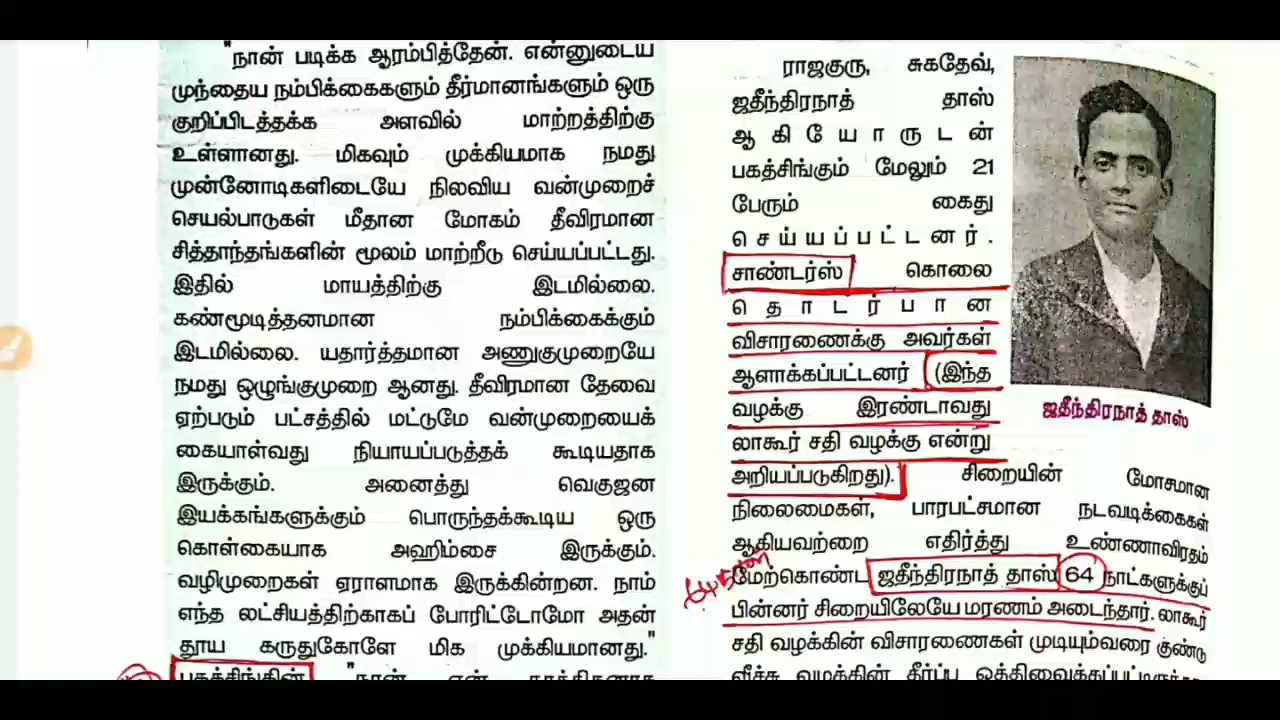 "நான் படிக்க ஆரம்பித்தேன். என்னுடைய
முந்தைய நம்பிக்கைகளும் தீர்மானங்களும் ஒரு
குறிப்பிடத்தக்க அளவில் மாற்றத்திற்கு
உள்ளானது. மிகவும் முக்கியமாக நமது
முன்னோடிகளிடையே நிலவிய வன்முறைச்
செயல்பாடுகள் மீதான மோகம் தீவிரமான
சித்தாந்தங்களின் மூலம் மாற்றீடு செய்யப்பட்டது.
இதில் மாயத்திற்கு இடமில்லை.
கண்மூடித்தனமான நம்பிக்கைக்கும்
இடமில்லை. யதார்த்தமான அணுகுமுறையே
நமது ஒழுங்குமுறை ஆனது. தீவிரமான தேவை
ஏற்படும் பட்சத்தில் மட்டுமே வன்முறையைக்
கையாள்வது நியாயப்படுத்தக் கூடியதாக
இருக்கும். அனைத்து வெகுஜன
இயக்கங்களுக்கும் பொருந்தக்கூடிய ஒரு
கொள்கையாக அஹிம்சை இருக்கும்.
வழிமுறைகள் ஏராளமாக இருக்கின்றன. நாம்
எந்த லட்சியத்திற்காகப் போரிட்டோமோ அதன்
தூய கருதுகோளே மிக முக்கியமானது."
பகத்சிங்கின் "நான் ஏன்
ராஜகுரு, சுகதேவ்,
ஜதீந்திரநாத் தாஸ்
ஆகியோருடன்
பகத்சிங்கும் மேலும் 21
பேரும் கைது
செய்யப்பட்டனர்.
சாண்டர்ஸ் கொலை
தொடர்பான
விசாரணைக்கு அவர்கள்
ஆளாக்கப்பட்டனர் (இந்த
வழக்கு இரண்டாவது
லாகூர் சதி வழக்கு என்று
அறியப்படுகிறது). சிறையின் மோசமான
நிலைமைகள், பாரபட்சமான நடவடிக்கைகள்
ஆகியவற்றை எதிர்த்து உண்ணாவிரதம்
மேற்கொண்ட ஜதீந்திரநாத் தாஸ் 64 நாட்களுக்குப்
பின்னர் சிறையிலேயே மரணம் அடைந்தார். லாகூர்
சதி வழக்கின் விசாரணைகள் முடியும்வரை குண்டு
வீச்சு வழக்கின் தீர்ப்பு
ஜதீந்திரநாத் தாஸ்
64 நாள்